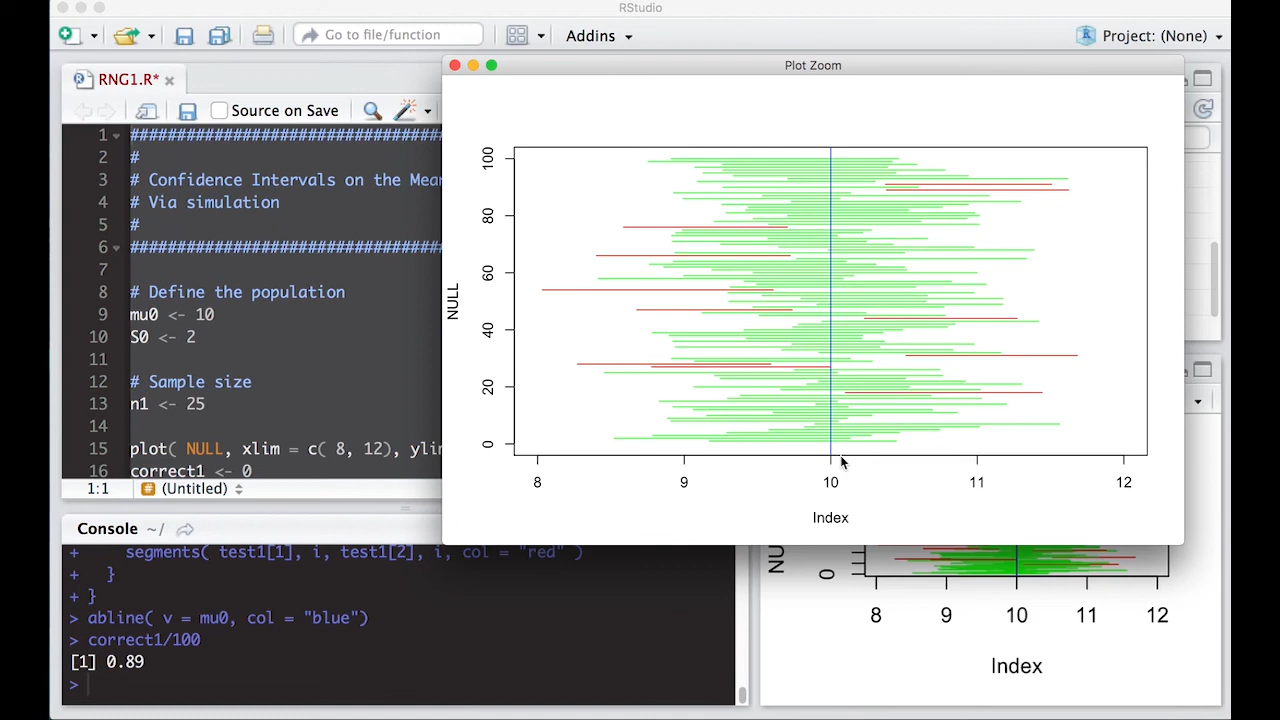 RStudio
Go to file/function
Addins
Project: (None)
RNG1.R*
Source on Save
1 ##########################################
2 #
3 # Confidence Intervals on the Mea
4 # Via simulation
5 #
6 ##########################################
7
8 # Define the population
9 mu0 <- 10
10 S0 <- 2
11
12 # Sample size
13 n1 <- 25
14
15 plot( NULL, xlim = c( 8, 12), ylim
16 correct1 <- 0
1:1 # (Untitled)
Console ~/
+ segments( test1[1], i, test1[2], i, col = "red" )
+ }
+ }
> abline( v = mu0, col = "blue")
> correct1/100
[1] 0.89
>
Plot Zoom
100
80
60
40
20
0
NULL
8 9 10 11 12
Index
NU
0
8 9 10 11 12
Index